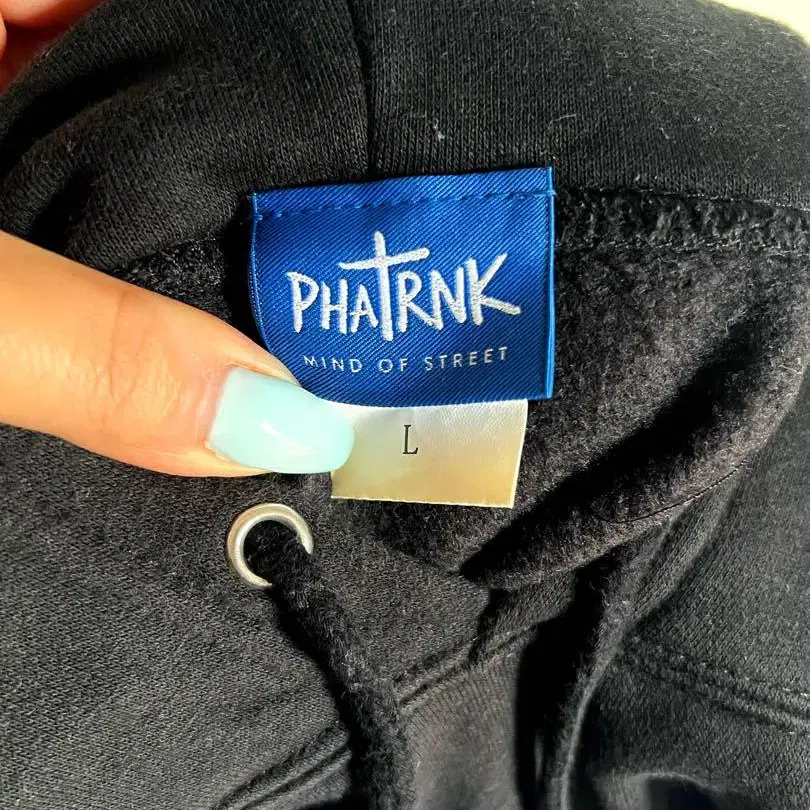 PHATRNK
MIND OF STREET
L